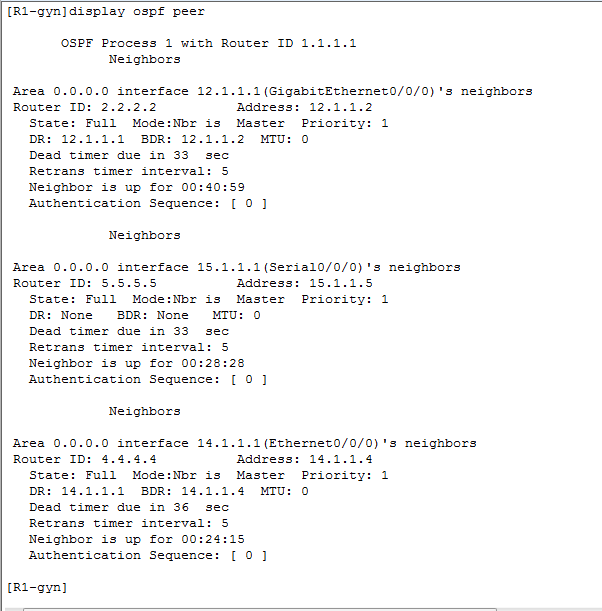 [R1-gyn]display ospf peer
OSPF Process 1 with Router ID 1.1.1.1
Neighbors
Area 0.0.0.0 interface 12.1.1.1(GigabitEthernet0/0/0)'s neighbors
Router ID: 2.2.2.2 Address: 12.1.1.2
State: Full Mode:Nbr is Master Priority: 1
DR: 12.1.1.1 BDR: 12.1.1.2 MTU: 0
Dead timer due in 33 sec
Retrans timer interval: 5
Neighbor is up for 00:40:59
Authentication Sequence: [ 0 ]
Neighbors
Area 0.0.0.0 interface 15.1.1.1(Serial0/0/0)'s neighbors
Router ID: 5.5.5.5 Address: 15.1.1.5
State: Full Mode:Nbr is Master Priority: 1
DR: None BDR: None MTU: 0
Dead timer due in 33 sec
Retrans timer interval: 5
Neighbor is up for 00:28:28
Authentication Sequence: [ 0 ]
Neighbors
Area 0.0.0.0 interface 14.1.1.1(Ethernet0/0/0)'s neighbors
Router ID: 4.4.4.4 Address: 14.1.1.4
State: Full Mode:Nbr is Master Priority: 1
DR: 14.1.1.1 BDR: 14.1.1.4 MTU: 0
Dead timer due in 36 sec
Retrans timer interval: 5
Neighbor is up for 00:24:15
Authentication Sequence: [ 0 ]
[R1-gyn]